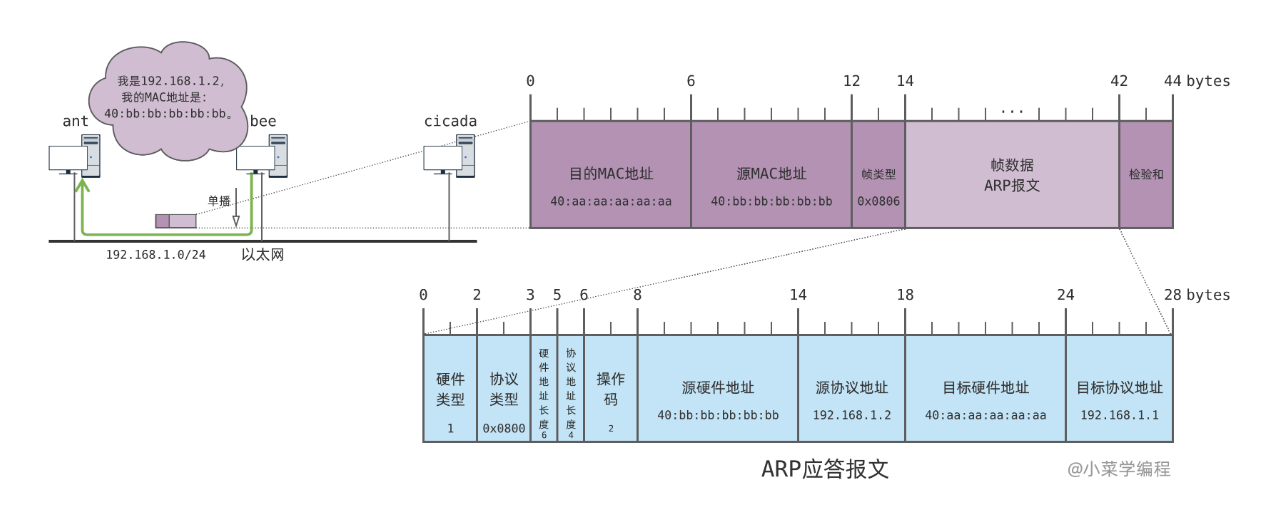 我是192.168.1.2，
我的MAC地址是：
40:bb:bb:bb:bb:bb。
ant
bee
cicada
单播
192.168.1.0/24
以太网
0 6 12 14 42 44 bytes
...
目的MAC地址
40:aa:aa:aa:aa:aa
源MAC地址
40:bb:bb:bb:bb:bb
帧类型
0x0806
帧数据
ARP报文
检验和
0 2 3 5 6 8 14 18 24 28 bytes
硬件
类型
1
协议
类型
0x0800
硬
件
地
址
长
度
6
协
议
地
址
长
度
4
操作
码
2
源硬件地址
40:bb:bb:bb:bb:bb
源协议地址
192.168.1.2
目标硬件地址
40:aa:aa:aa:aa:aa
目标协议地址
192.168.1.1
ARP应答报文
@小菜学编程